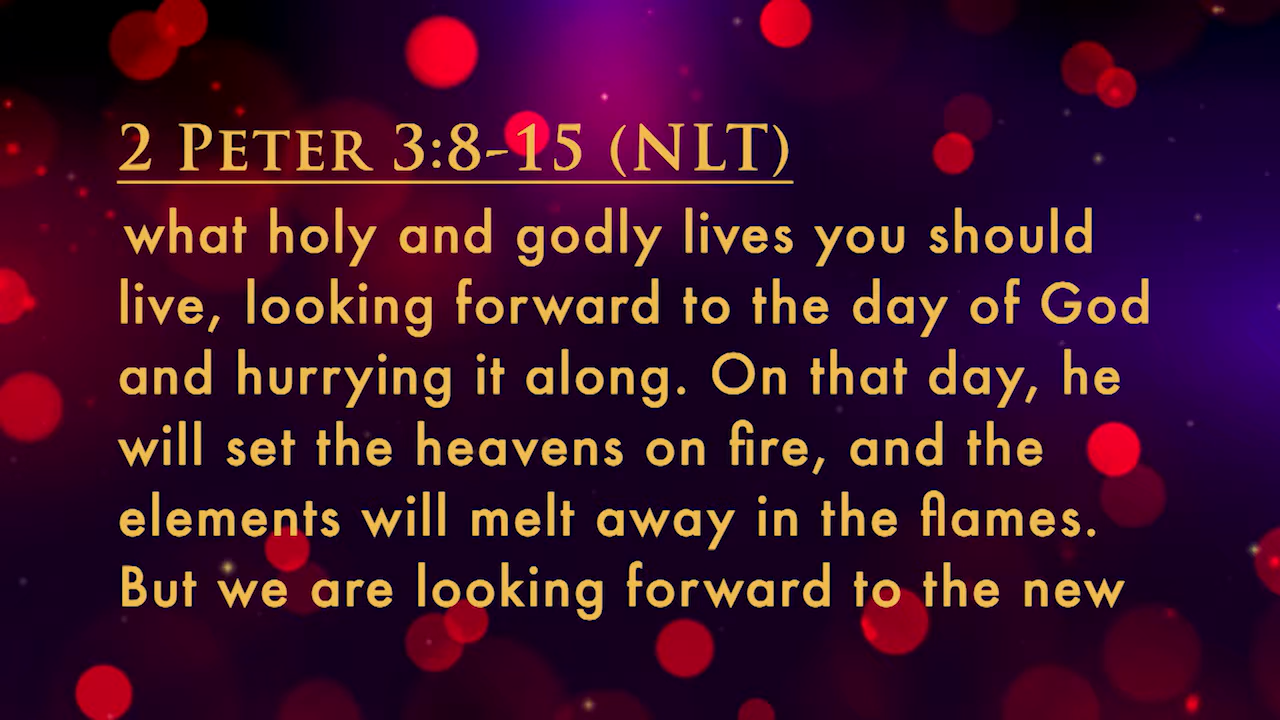 2 Peter 3:8-15 (NLT)
what holy and godly lives you should
live, looking forward to the day of God
and hurrying it along. On that day, he
will set the heavens on fire, and the
elements will melt away in the flames.
But we are looking forward to the new